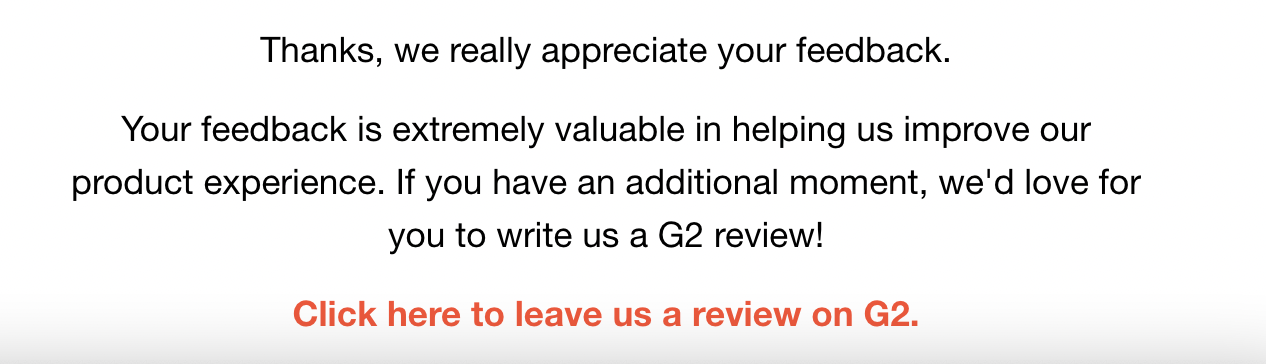 Thanks, we really appreciate your feedback.
Your feedback is extremely valuable in helping us improve our
product experience. If you have an additional moment, we'd love for
you to write us a G2 review!
Click here to leave us a review on G2.